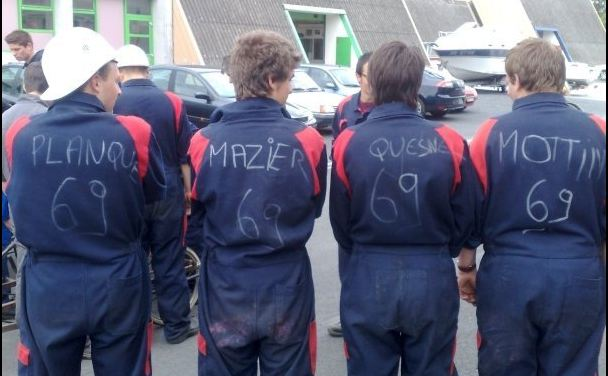 PLANQUE
69
MAZIER
69
QUESNE
69
MOTTIN
69